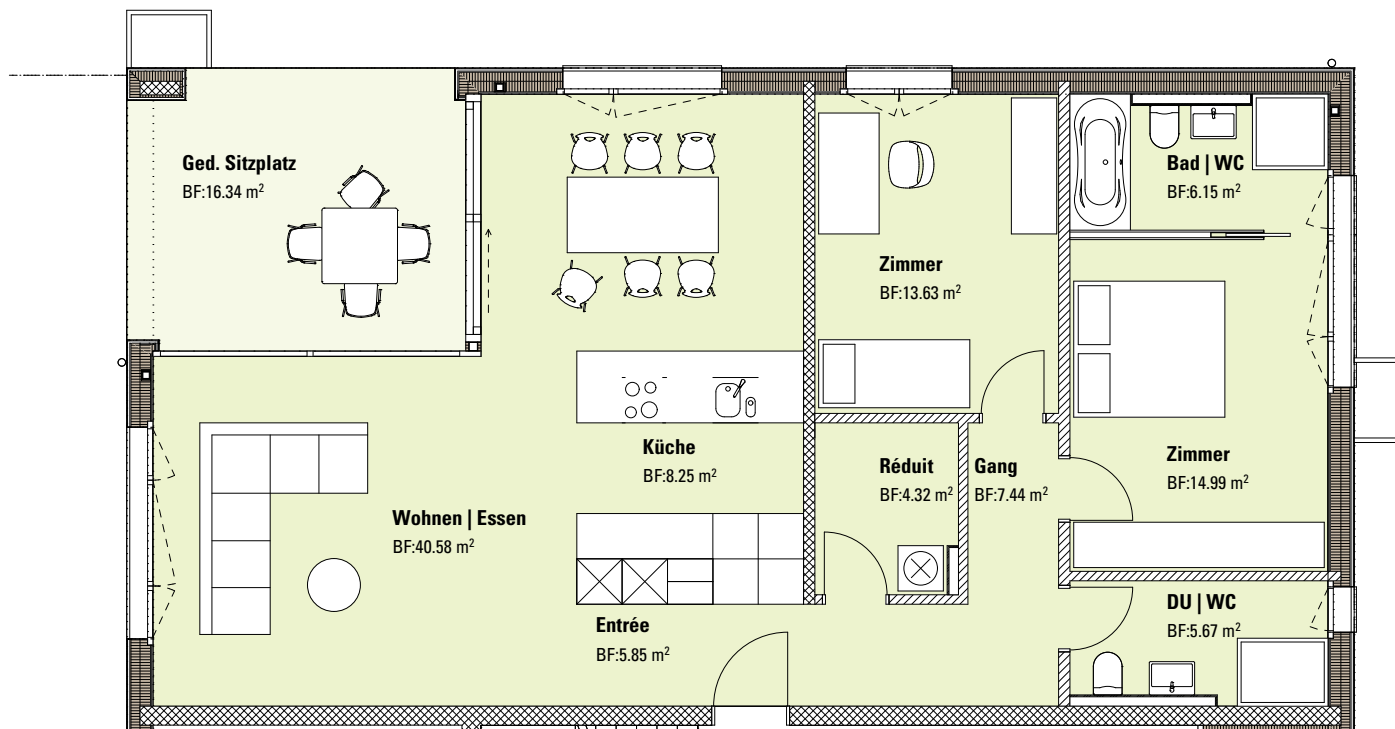 Ged. Sitzplatz
BF:16.34 m²
Bad | WC
BF:6.15 m²
Zimmer
BF:13.63 m²
Küche
BF:8.25 m²
Réduit
BF:4.32 m²
Gang
BF:7.44 m²
Zimmer
BF:14.99 m²
Wohnen | Essen
BF:40.58 m²
Entrée
BF:5.85 m²
DU | WC
BF:5.67 m²